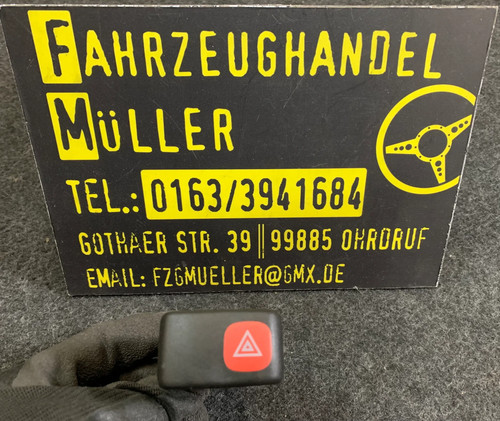 FAHRZEUGHANDEL
MÜLLER
TEL.: 0163/3941684
GOTHAER STR. 39 || 99885 OHRDRUF
EMAIL: FZGMUELLER@GMX.DE